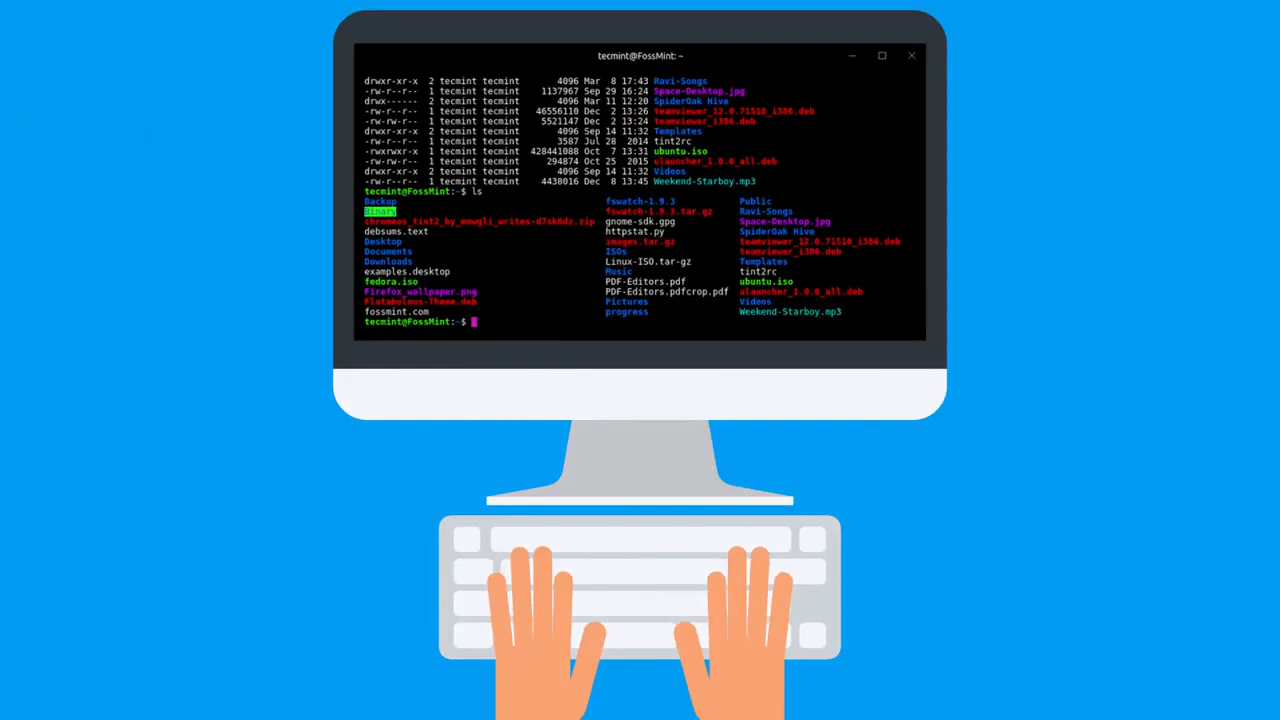 tecmint@FossMint: ~
drwxr-xr-x 2 tecmint tecmint 4096 Mar 8 17:43 Ravi-Songs
-rw-r--r-- 1 tecmint tecmint 1137967 Sep 29 16:24 Space-Desktop.jpg
drwx------ 2 tecmint tecmint 4096 Mar 11 12:20 SpiderOak Hive
-rw-r--r-- 1 tecmint tecmint 46556110 Dec 2 13:26 teamviewer_12.0.71510_i386.deb
-rw-rw-r-- 1 tecmint tecmint 5521147 Dec 2 13:24 teamviewer_i386.deb
drwxr-xr-x 2 tecmint tecmint 4096 Sep 14 11:32 Templates
-rw-r--r-- 1 tecmint tecmint 3587 Jul 28 2014 tint2rc
-rwxrwxr-x 1 tecmint tecmint 428441088 Oct 7 13:31 ubuntu.iso
-rw-rw-r-- 1 tecmint tecmint 294874 Oct 25 2015 ulauncher_1.0.0_all.deb
drwxr-xr-x 2 tecmint tecmint 4096 Sep 14 11:32 Videos
-rw-r--r-- 1 tecmint tecmint 4438016 Dec 8 13:45 Weekend-Starboy.mp3
tecmint@FossMint:~$ ls
Backup fswatch-1.9.3 Public
Binary fswatch-1.9.3.tar.gz Ravi-Songs
chromeos_tint2_by_mowgli_writes-d7sk6dz.zip gnome-sdk.gpg Space-Desktop.jpg
debsums.text httpstat.py SpiderOak Hive
Desktop images.tar.gz teamviewer_12.0.71510_i386.deb
Documents ISOs teamviewer_i386.deb
Downloads Linux-ISO.tar-gz Templates
examples.desktop Music tint2rc
fedora.iso PDF-Editors.pdf ubuntu.iso
Firefox_wallpaper.png PDF-Editors.pdfcrop.pdf ulauncher_1.0.0_all.deb
Flatabulous-Theme.deb Pictures Videos
fossmint.com progress Weekend-Starboy.mp3
tecmint@FossMint:~$